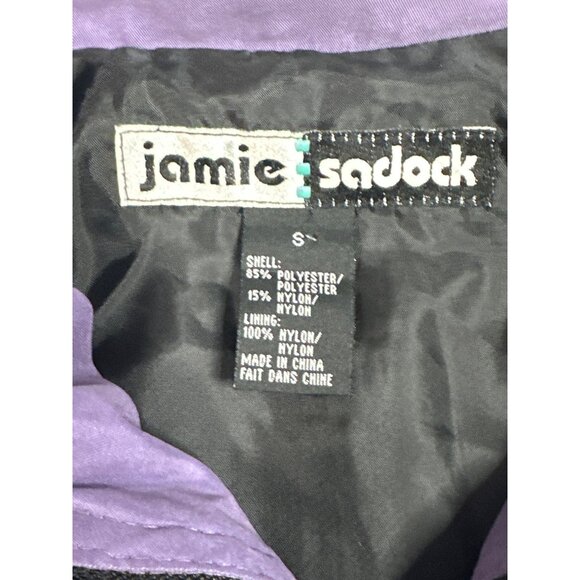 jamie sadock
S
SHELL:
85% POLYESTER/
POLYESTER
15% NYLON/
NYLON
LINING:
100% NYLON/
NYLON
MADE IN CHINA
FAIT DANS CHINE